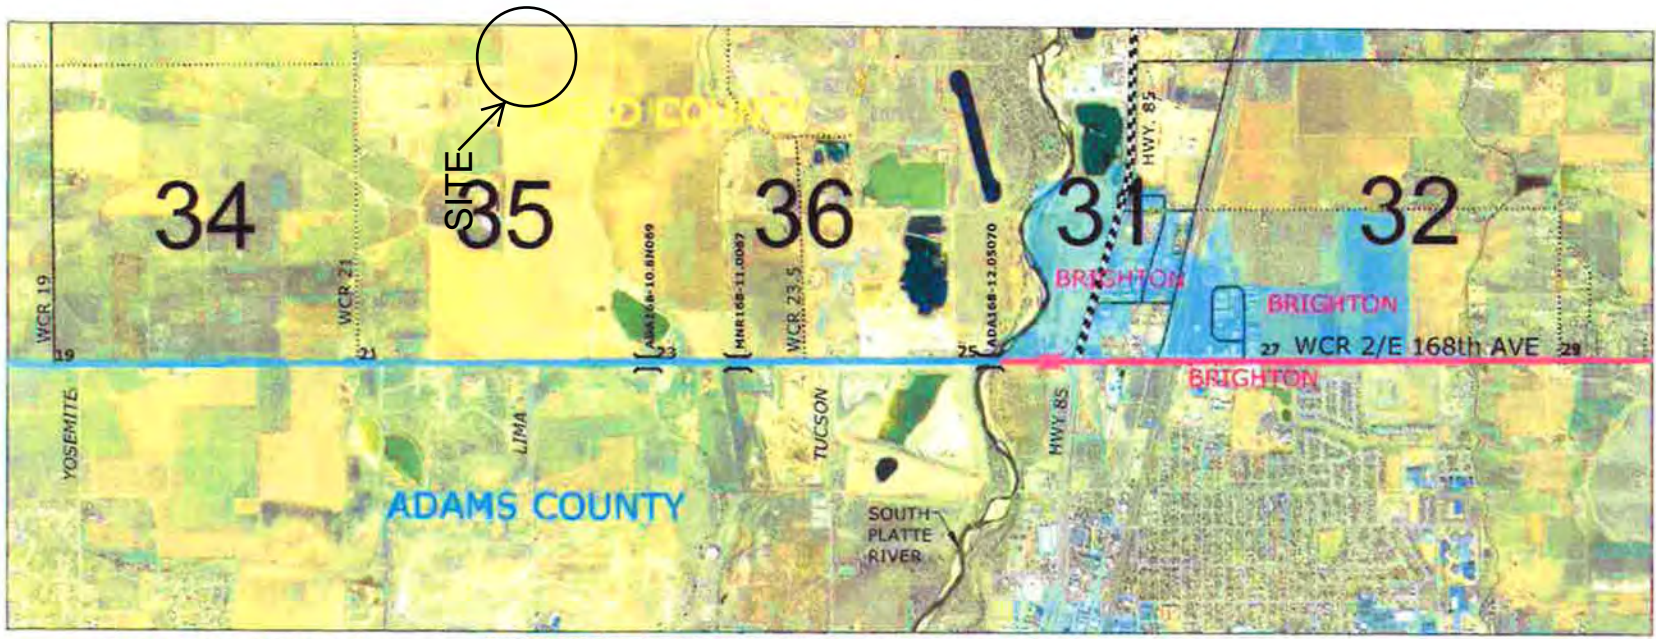 SITE
WELD COUNTY
HWY. 85
34
35
36
31
32
WCR 19
WCR 21
MNR168-11.0067
WCR 23.5
ADA168-12.0S070
BRIGHTON
BRIGHTON
19
21
23
25
27
WCR 2/E 168th AVE
29
BRIGHTON
YOSEMITE
LIMA
TUCSON
HWY 85
ADAMS COUNTY
SOUTH
PLATTE
RIVER